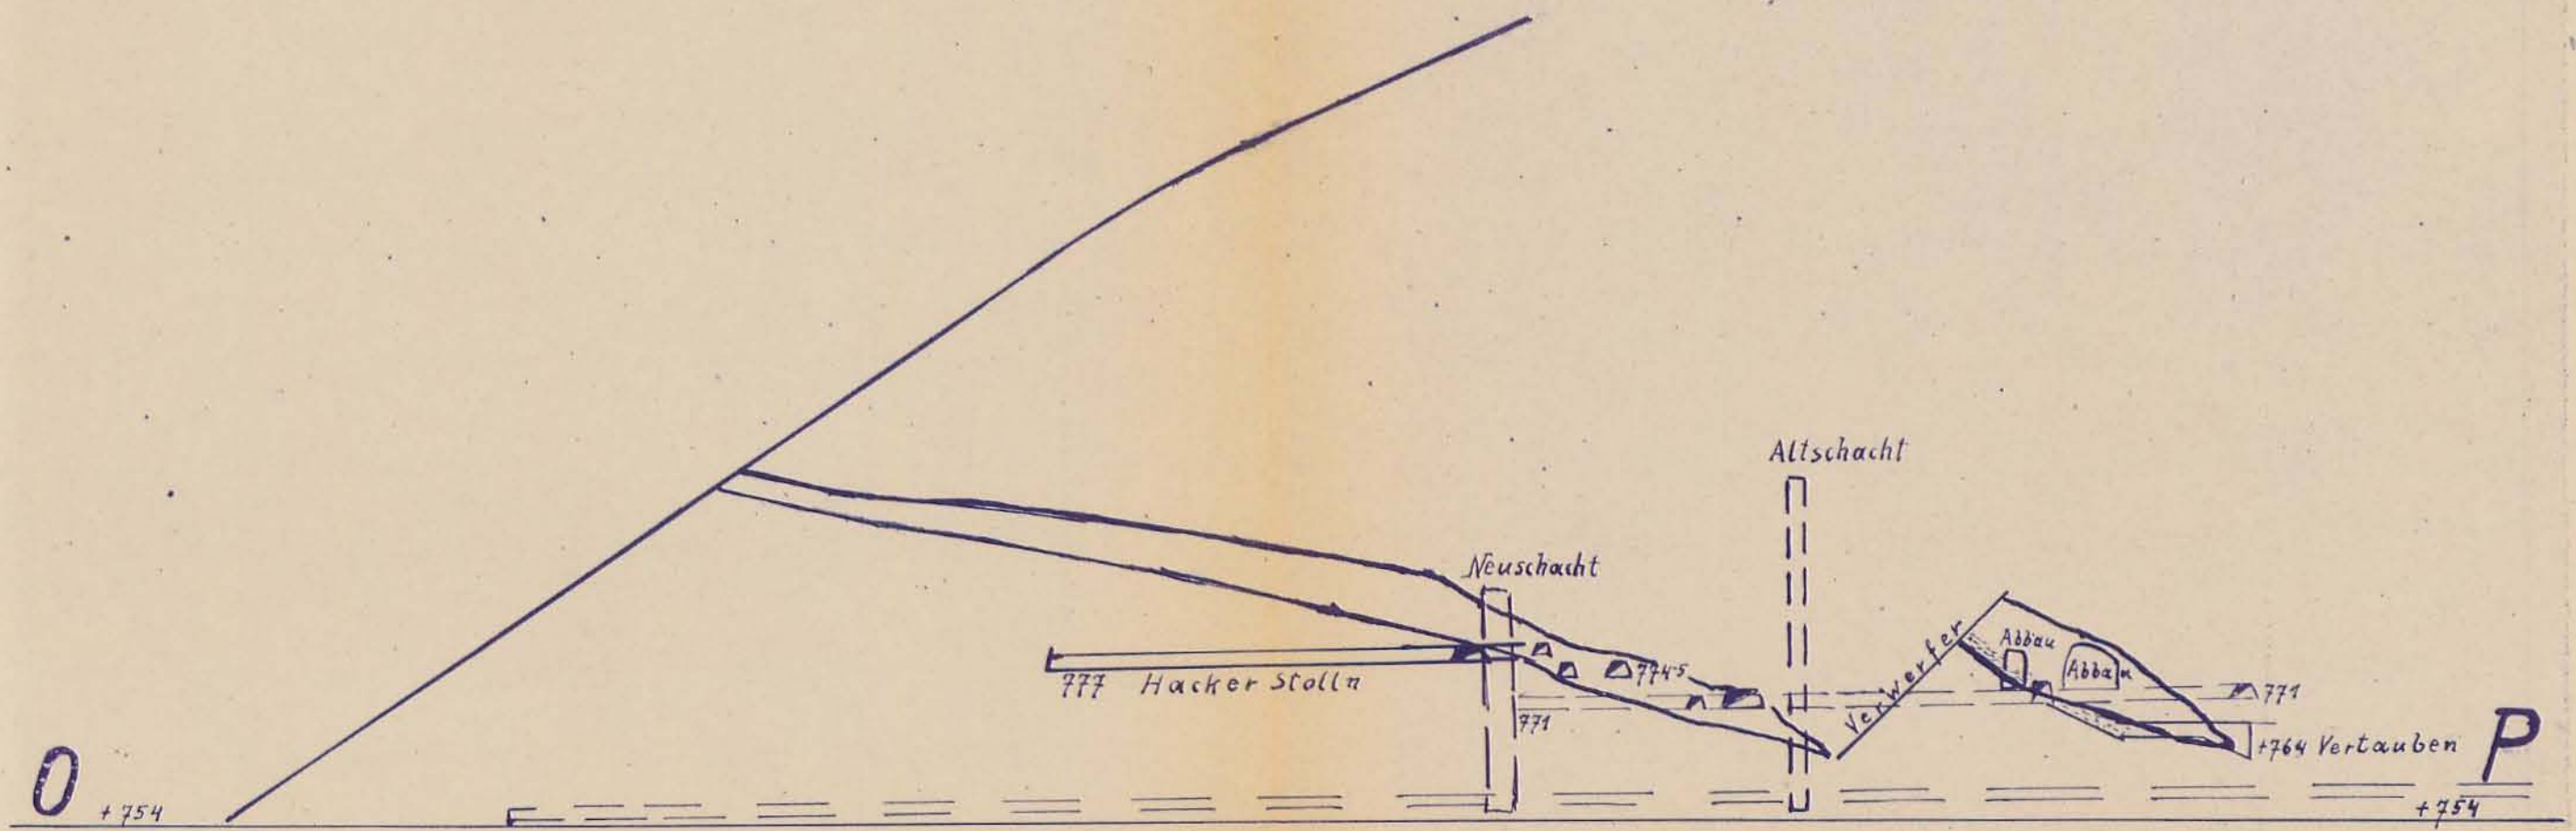 Altschacht
Neuschacht
Verwerfer
Abbau
Abbau
774·5
777 Hacker Stolln
771
771
+764 Vertauben
O
P
+754
+754